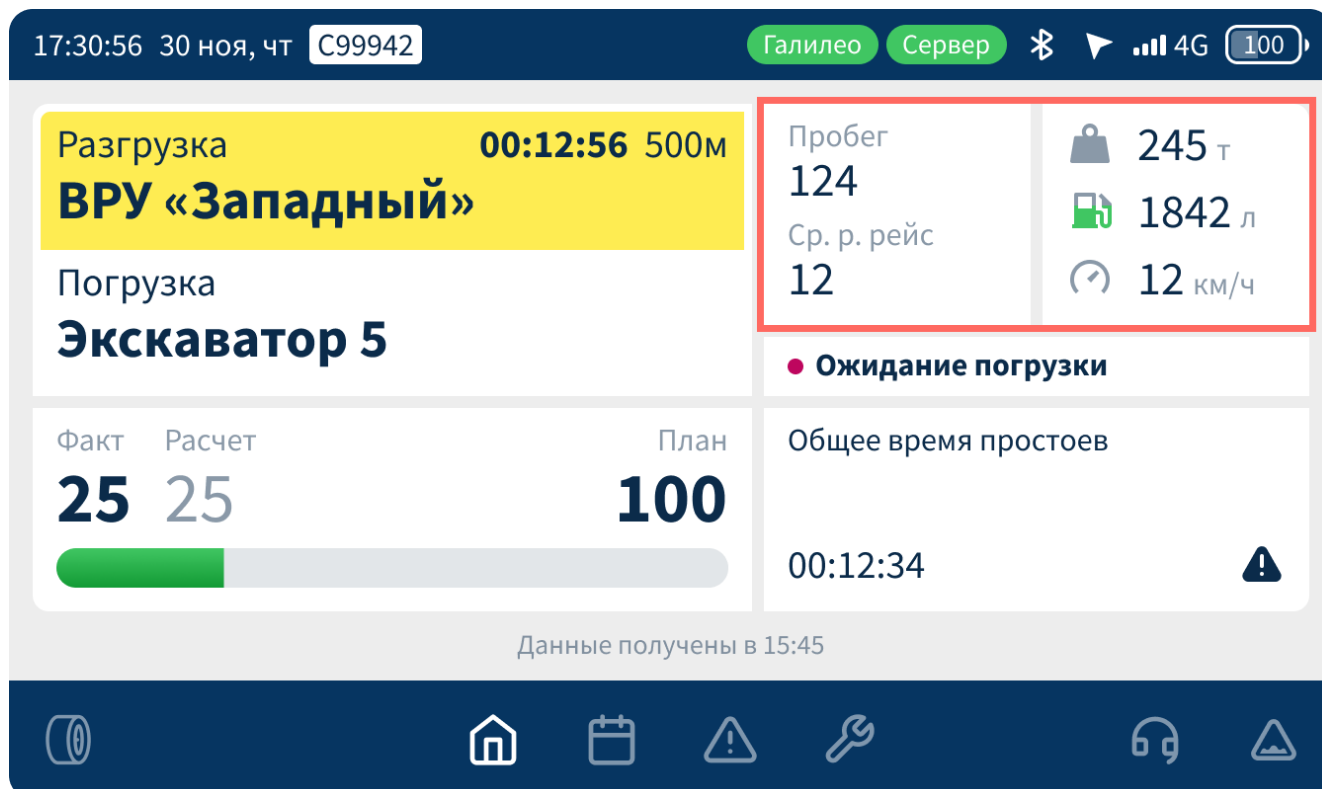 17:30:56 30 ноя, чт С99942 Галилео Сервер 4G 100
Разгрузка 00:12:56 500м
ВРУ «Западный»
Погрузка
Экскаватор 5
Пробег
124
Ср. р. рейс
12
245 т
1842 л
12 км/ч
Ожидание погрузки
Факт Расчет План
25 25 100
Общее время простоев
00:12:34
Данные получены в 15:45